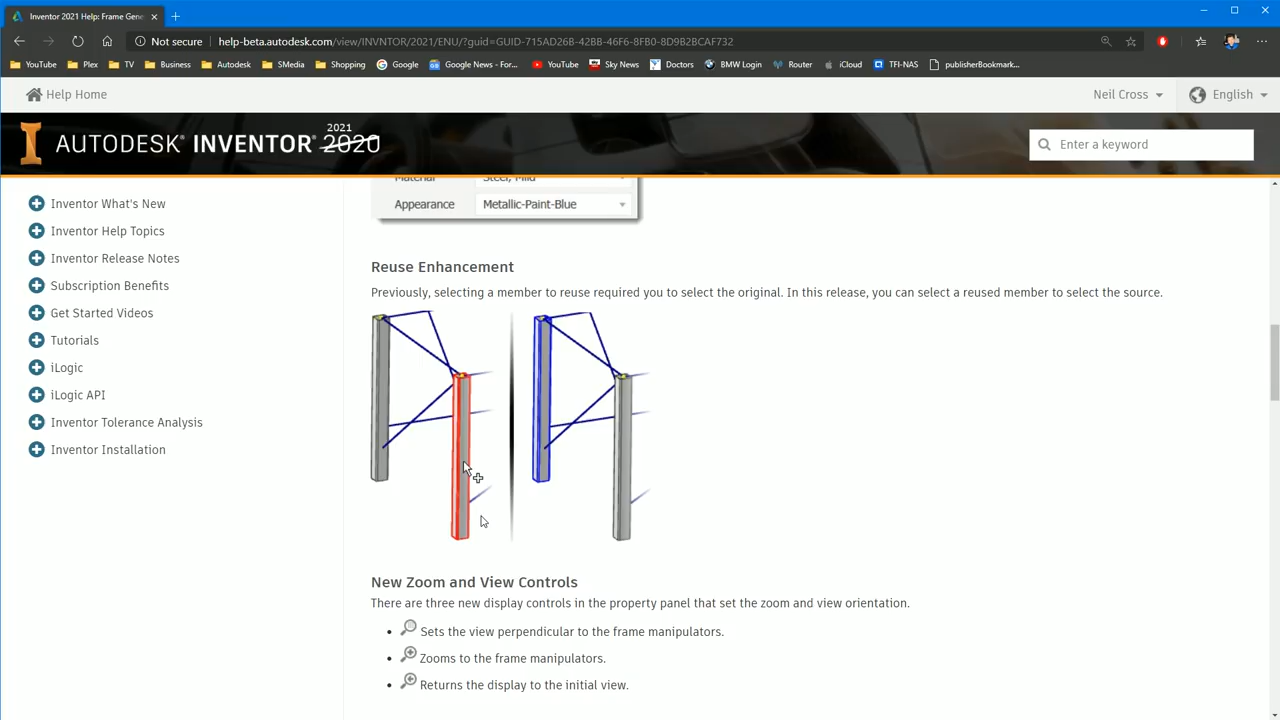 Inventor 2021 Help: Frame Gene
Not secure help-beta.autodesk.com/view/INVNTOR/2021/ENU/?guid=GUID-715AD26B-42BB-46F6-8FB0-8D9B2BCAF732
YouTube Plex TV Business Autodesk SMedia Shopping Google Google News - For... YouTube Sky News Doctors BMW Login Router iCloud TFI-NAS publisherBookmark...
Help Home Neil Cross English
2021
AUTODESK® INVENTOR® 2020 Enter a keyword
Material Steel, Mild
Appearance Metallic-Paint-Blue
Inventor What's New
Inventor Help Topics
Inventor Release Notes
Subscription Benefits
Get Started Videos
Tutorials
iLogic
iLogic API
Inventor Tolerance Analysis
Inventor Installation
Reuse Enhancement
Previously, selecting a member to reuse required you to select the original. In this release, you can select a reused member to select the source.
New Zoom and View Controls
There are three new display controls in the property panel that set the zoom and view orientation.
• Sets the view perpendicular to the frame manipulators.
• Zooms to the frame manipulators.
• Returns the display to the initial view.